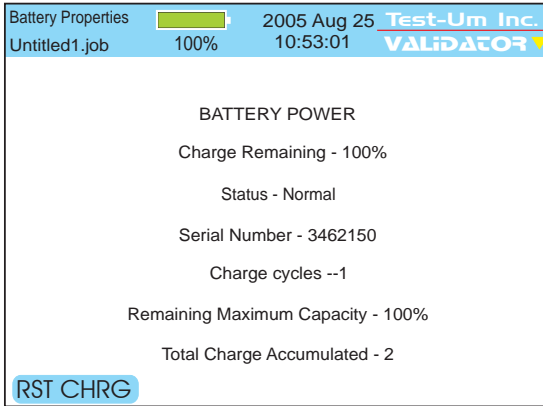 Battery Properties 2005 Aug 25 Test-Um Inc.
Untitled1.job 100% 10:53:01 VALiDATOR
BATTERY POWER
Charge Remaining - 100%
Status - Normal
Serial Number - 3462150
Charge cycles --1
Remaining Maximum Capacity - 100%
Total Charge Accumulated - 2
RST CHRG